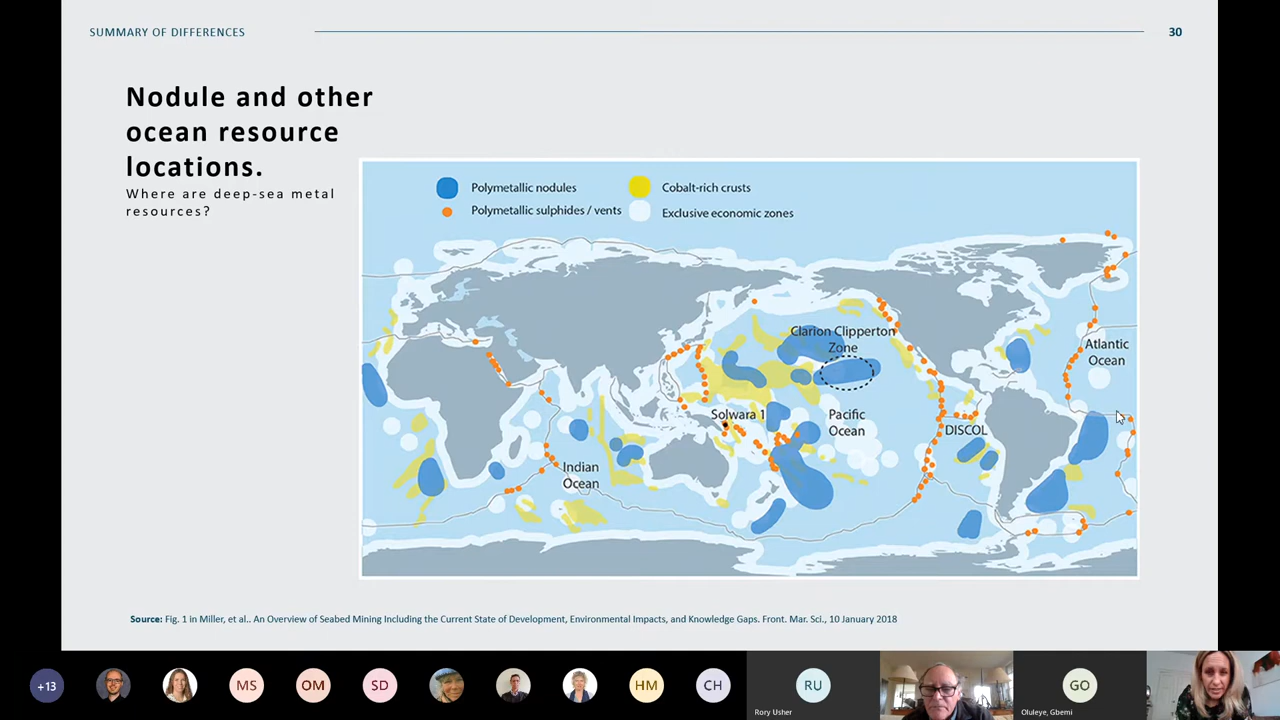 SUMMARY OF DIFFERENCES
30
Nodule and other
ocean resource
locations.
Where are deep-sea metal
resources?
Polymetallic nodules
Cobalt-rich crusts
Polymetallic sulphides / vents
Exclusive economic zones
Clarion Clipperton
Zone
Atlantic
Ocean
Solwara 1
Pacific
Ocean
DISCOL
Indian
Ocean
Source: Fig. 1 in Miller, et al.. An Overview of Seabed Mining Including the Current State of Development, Environmental Impacts, and Knowledge Gaps. Front. Mar. Sci., 10 January 2018
+13
MS
OM
SD
HM
CH
RU
GO
Rory Usher
Oluleye, Gbemi